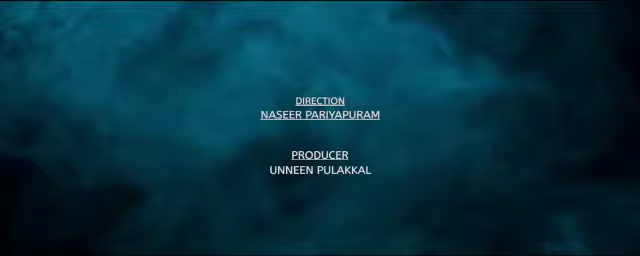 DIRECTION
NASEER PARIYAPURAM
PRODUCER
UNNEEN PULAKKAL